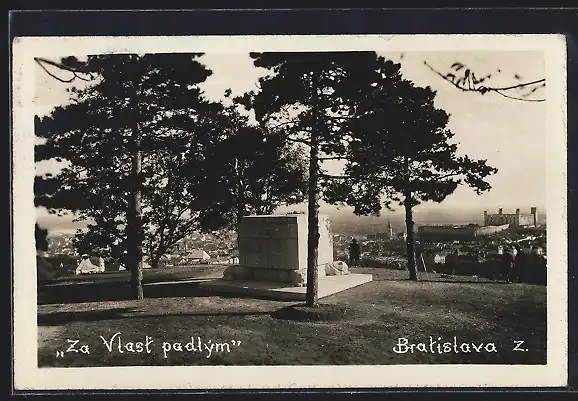 „Za Vlasť padlým"
Bratislava Z.